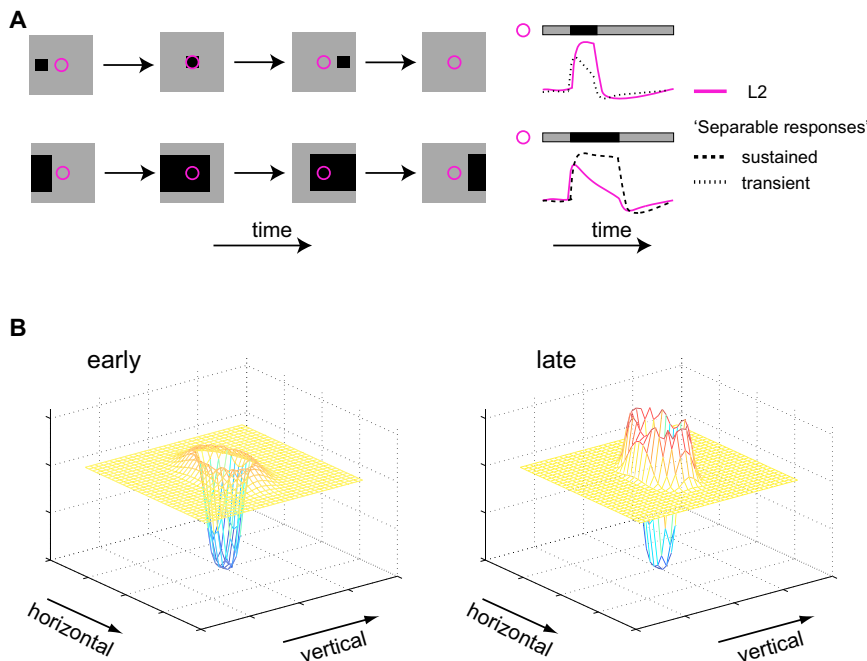 A
L2
'Separable responses'
sustained
transient
time
time
B
early
late
horizontal
vertical
horizontal
vertical